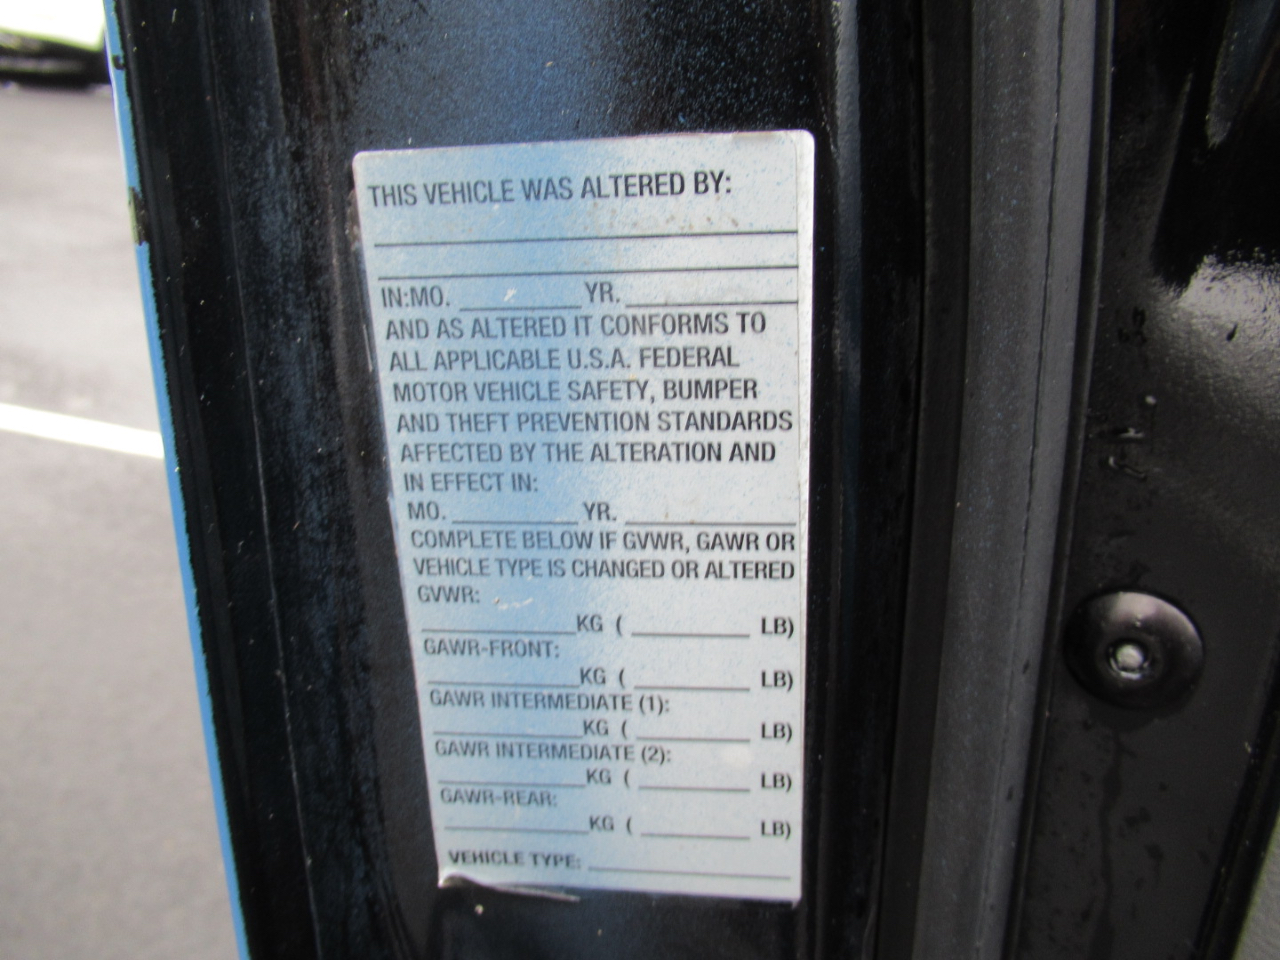 THIS VEHICLE WAS ALTERED BY:
IN:MO. YR.
AND AS ALTERED IT CONFORMS TO
ALL APPLICABLE U.S.A. FEDERAL
MOTOR VEHICLE SAFETY, BUMPER
AND THEFT PREVENTION STANDARDS
AFFECTED BY THE ALTERATION AND
IN EFFECT IN:
MO. YR.
COMPLETE BELOW IF GVWR, GAWR OR
VEHICLE TYPE IS CHANGED OR ALTERED
GVWR:
KG ( LB)
GAWR-FRONT:
KG ( LB)
GAWR INTERMEDIATE (1):
KG ( LB)
GAWR INTERMEDIATE (2):
KG ( LB)
GAWR-REAR:
KG ( LB)
VEHICLE TYPE: